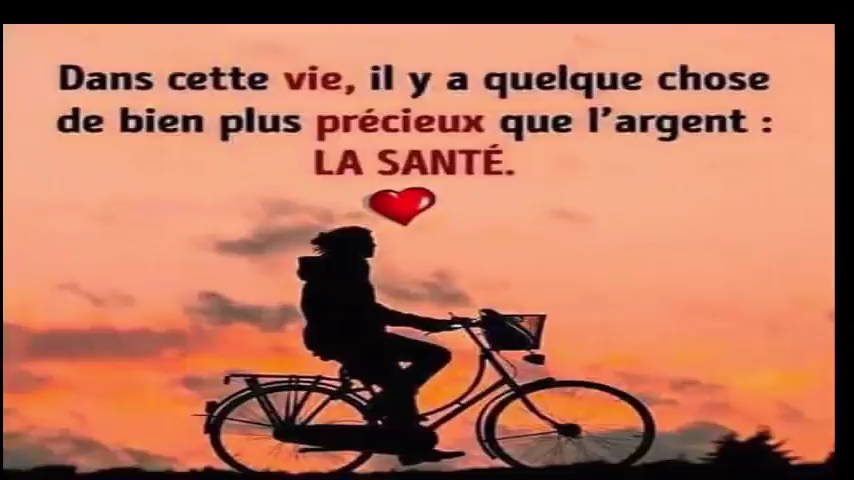 Dans cette vie, il y a quelque chose
de bien plus précieux que l'argent :
LA SANTÉ.